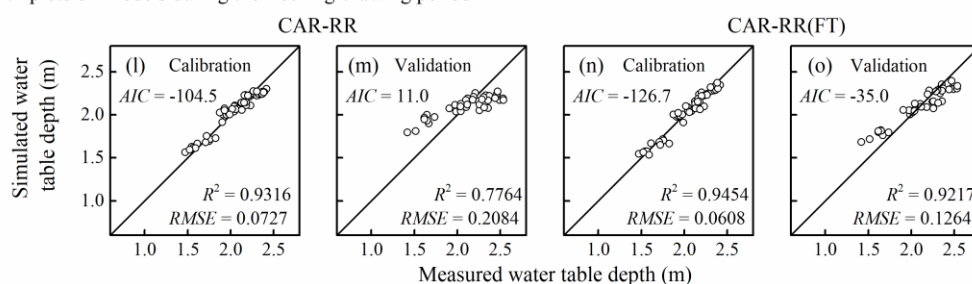 CAR-RR CAR-RR(FT)
(l) Calibration (m) Validation (n) Calibration (o) Validation
AIC = -104.5 AIC = 11.0 AIC = -126.7 AIC = -35.0
R² = 0.9316 R² = 0.7764 R² = 0.9454 R² = 0.9217
RMSE = 0.0727 RMSE = 0.2084 RMSE = 0.0608 RMSE = 0.1264
Simulated water
table depth (m)
2.5
2.0
1.5
1.0
1.0 1.5 2.0 2.5 1.0 1.5 2.0 2.5 1.0 1.5 2.0 2.5 1.0 1.5 2.0 2.5
Measured water table depth (m)